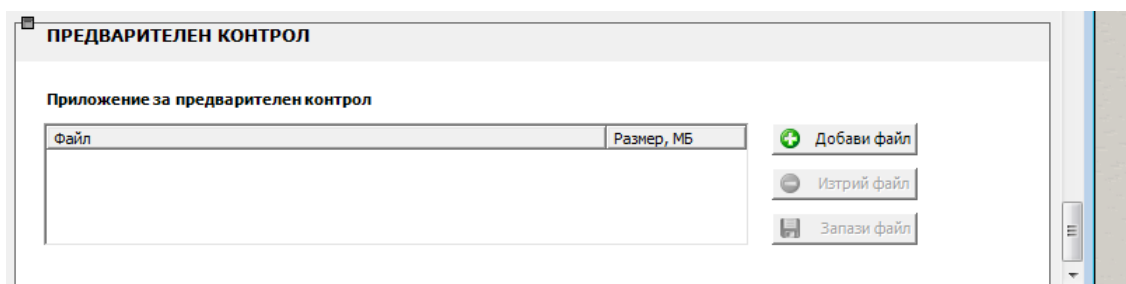 ПРЕДВАРИТЕЛЕН КОНТРОЛ
Приложение за предварителен контрол
Файл Размер, МБ
Добави файл
Изтрий файл
Запази файл